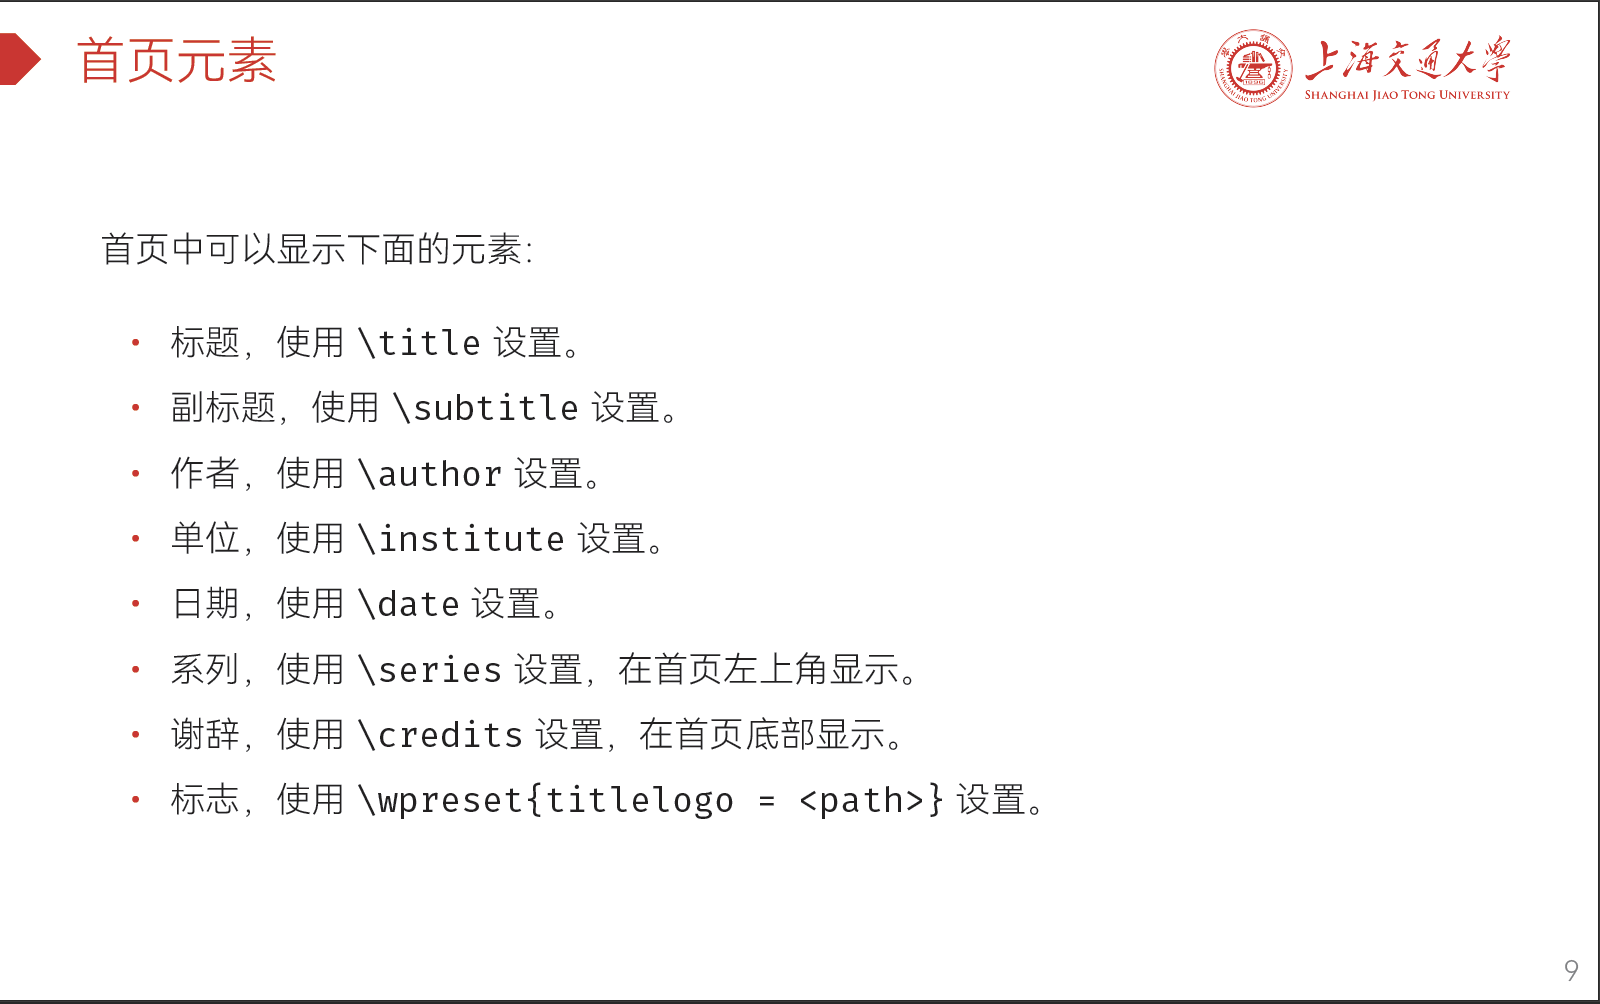 首页元素
上海交通大學
SHANGHAI JIAO TONG UNIVERSITY
SHANGHAI JIAO TONG UNIVERSITY
首页中可以显示下面的元素：
• 标题，使用 \title 设置。
• 副标题，使用 \subtitle 设置。
• 作者，使用 \author 设置。
• 单位，使用 \institute 设置。
• 日期，使用 \date 设置。
• 系列，使用 \series 设置，在首页左上角显示。
• 谢辞，使用 \credits 设置，在首页底部显示。
• 标志，使用 \wpreset{titlelogo = <path>} 设置。
9